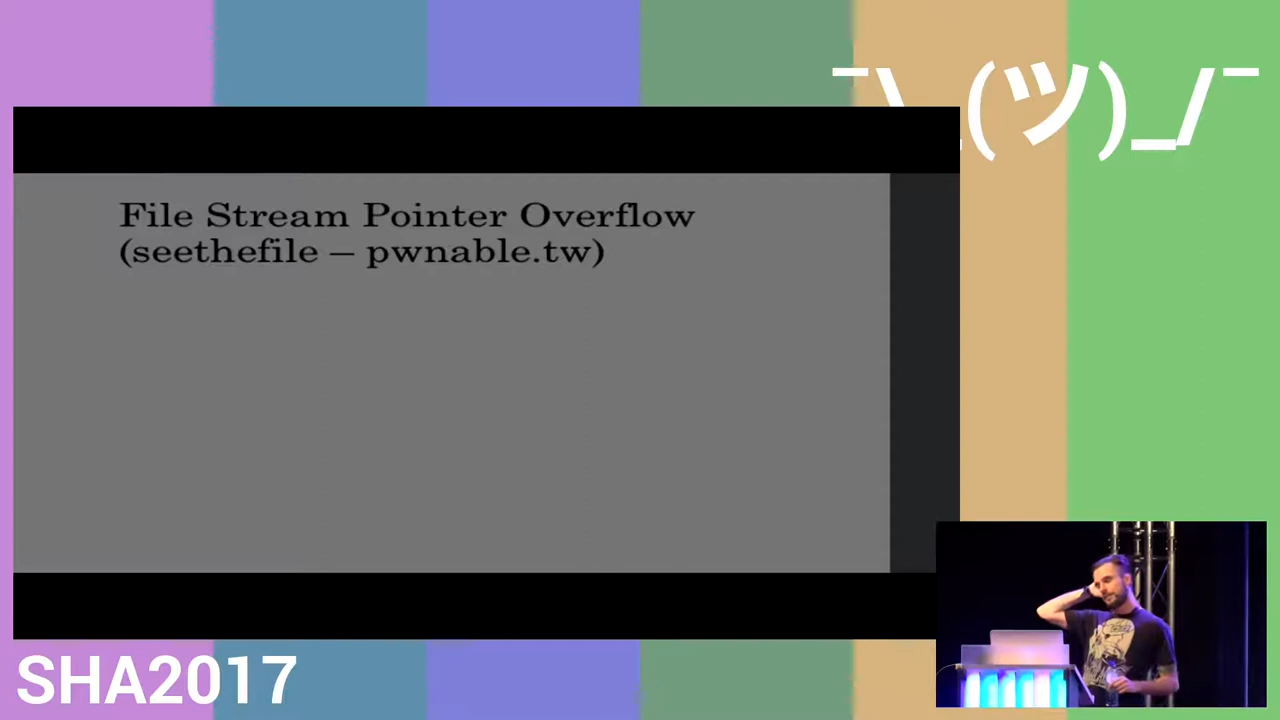 ¯\_(ツ)_/¯
File Stream Pointer Overflow
(seethefile – pwnable.tw)
SHA2017